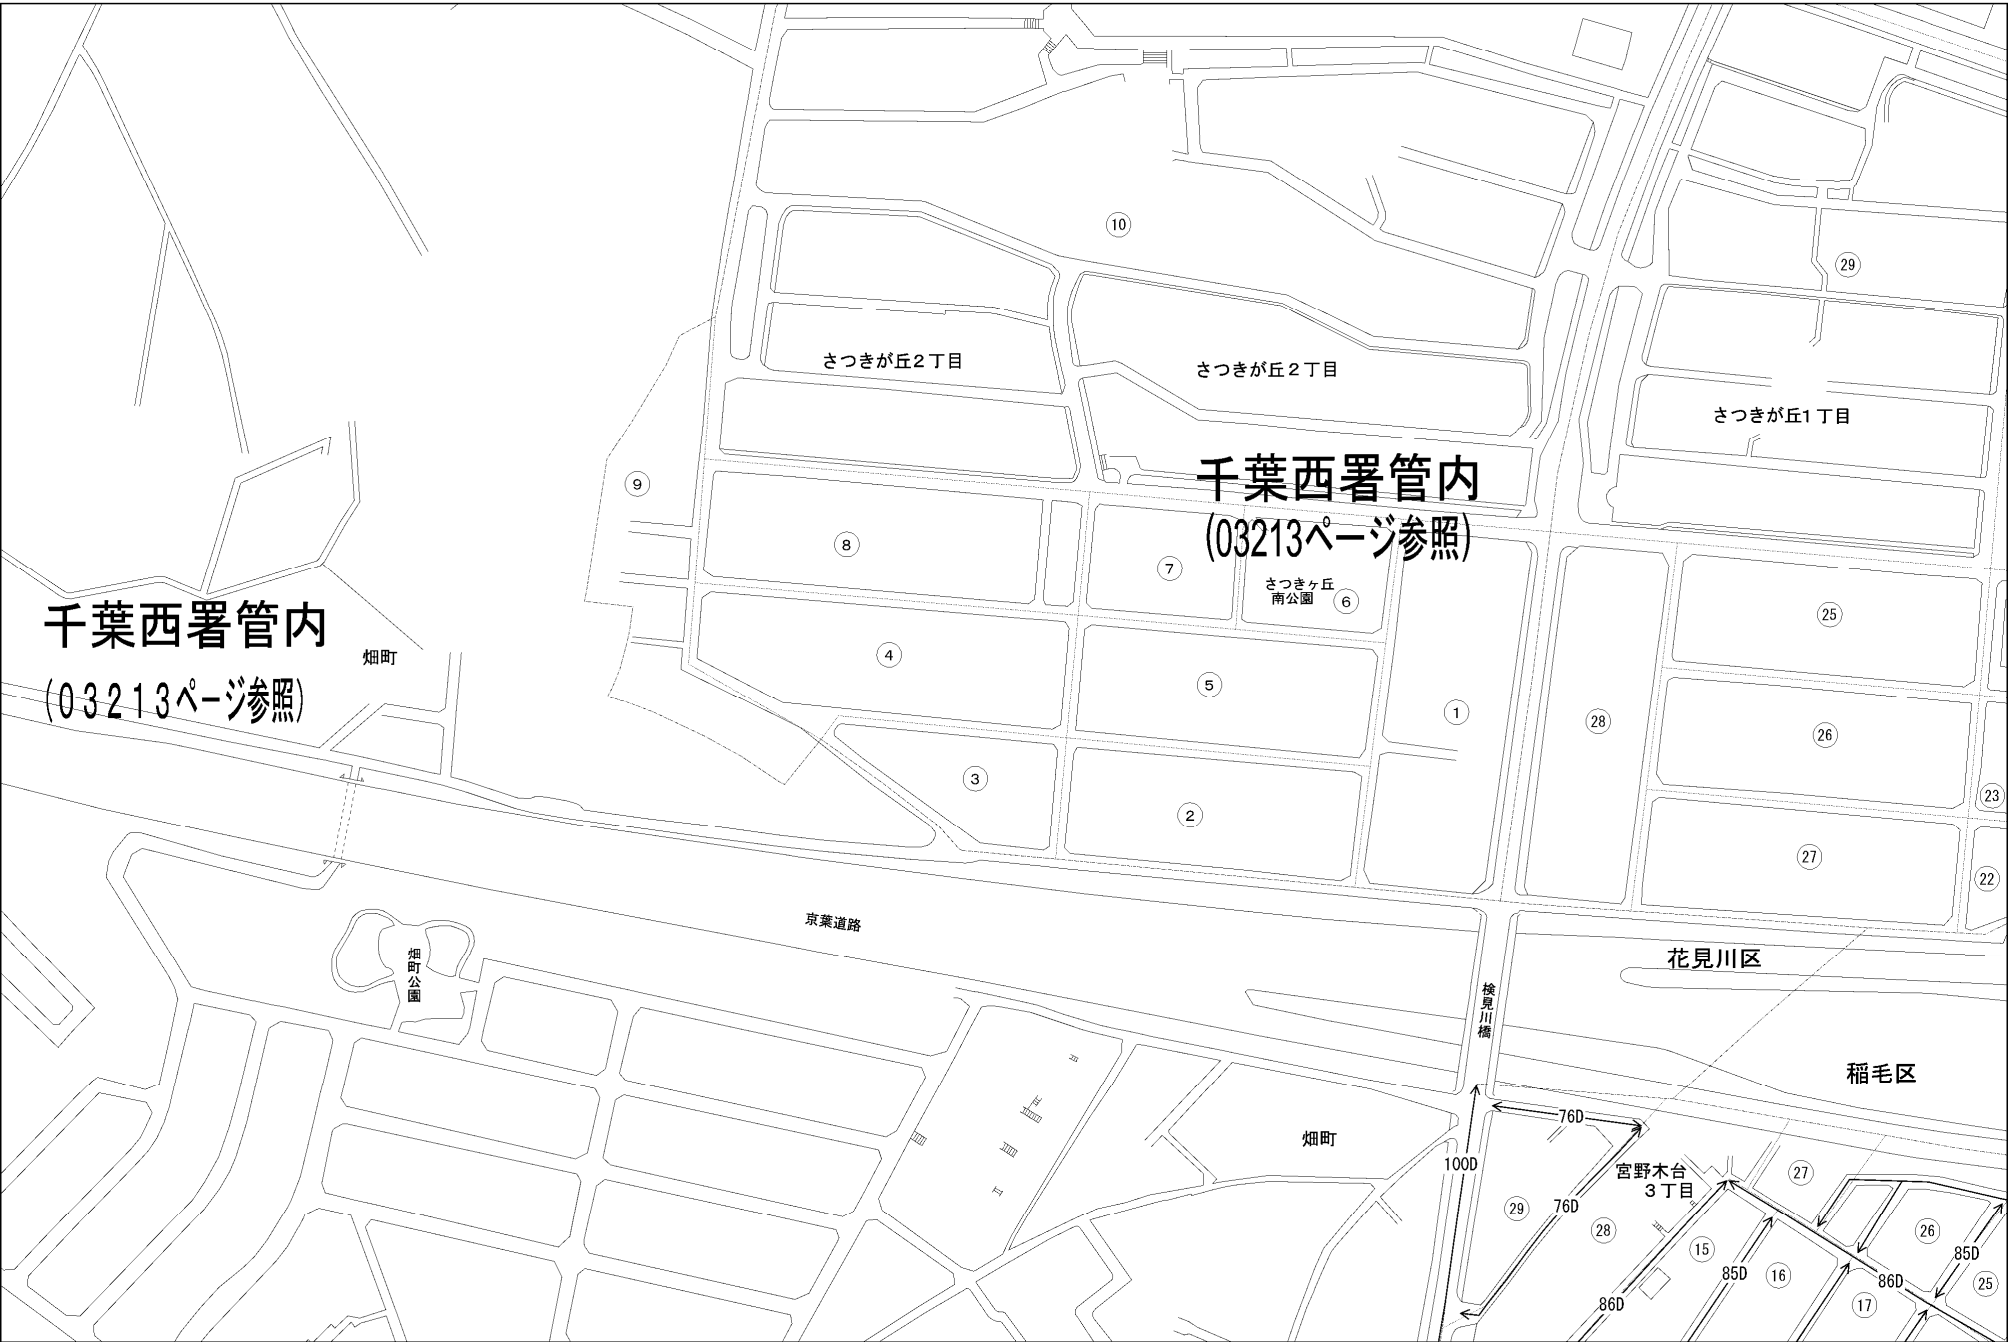 ⑩
㉙
さつきが丘２丁目
さつきが丘２丁目
さつきが丘１丁目
千葉西署管内
(03213ページ参照)
⑨
⑧
⑦
さつきヶ丘
南公園
⑥
㉕
千葉西署管内
(０３２１３ページ参照)
畑町
④
⑤
①
㉘
㉖
③
②
㉓
㉗
㉒
京葉道路
花見川区
畑町公園
検見川橋
稲毛区
76D
畑町
100D
宮野木台
３丁目
㉗
㉙
76D
㉘
㉖
⑮
85D
85D
⑯
86D
㉕
86D
⑰